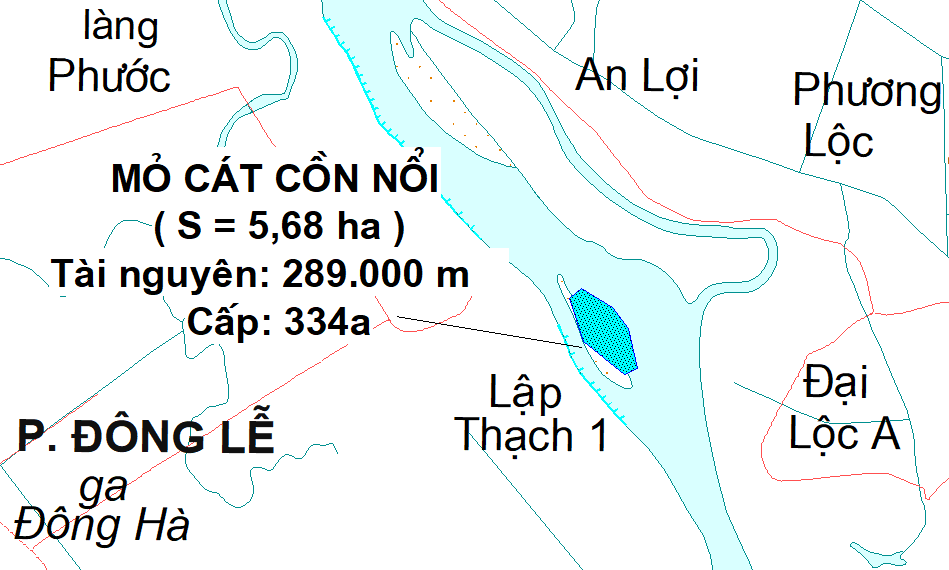 làng
Phước
An Lợi
Phương
Lộc
MỎ CÁT CỒN NỔI
( S = 5,68 ha )
Tài nguyên: 289.000 m
Cấp: 334a
Lập
Thạch 1
Đại
Lộc A
P. ĐÔNG LỄ
ga
Đông Hà